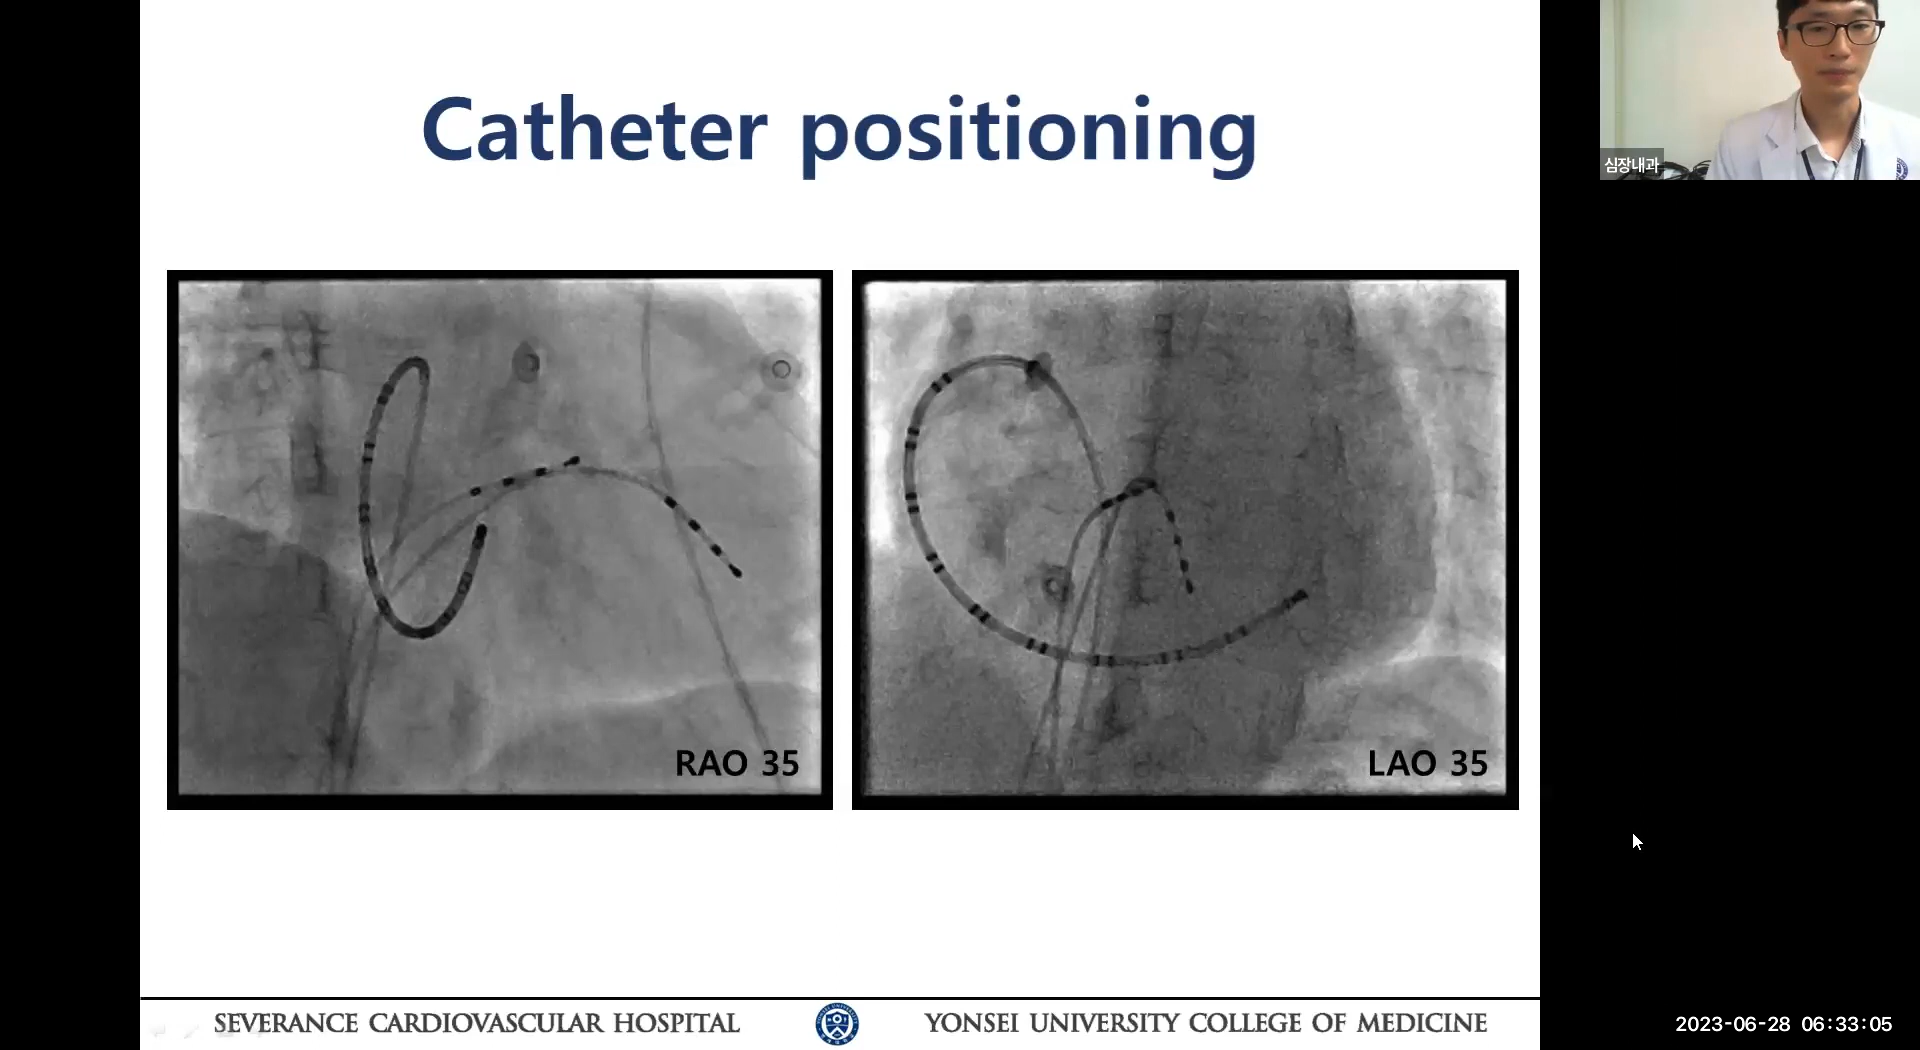 Catheter positioning
심장내과
RAO 35
LAO 35
SEVERANCE CARDIOVASCULAR HOSPITAL
YONSEI UNIVERSITY COLLEGE OF MEDICINE
2023-06-28 06:33:05